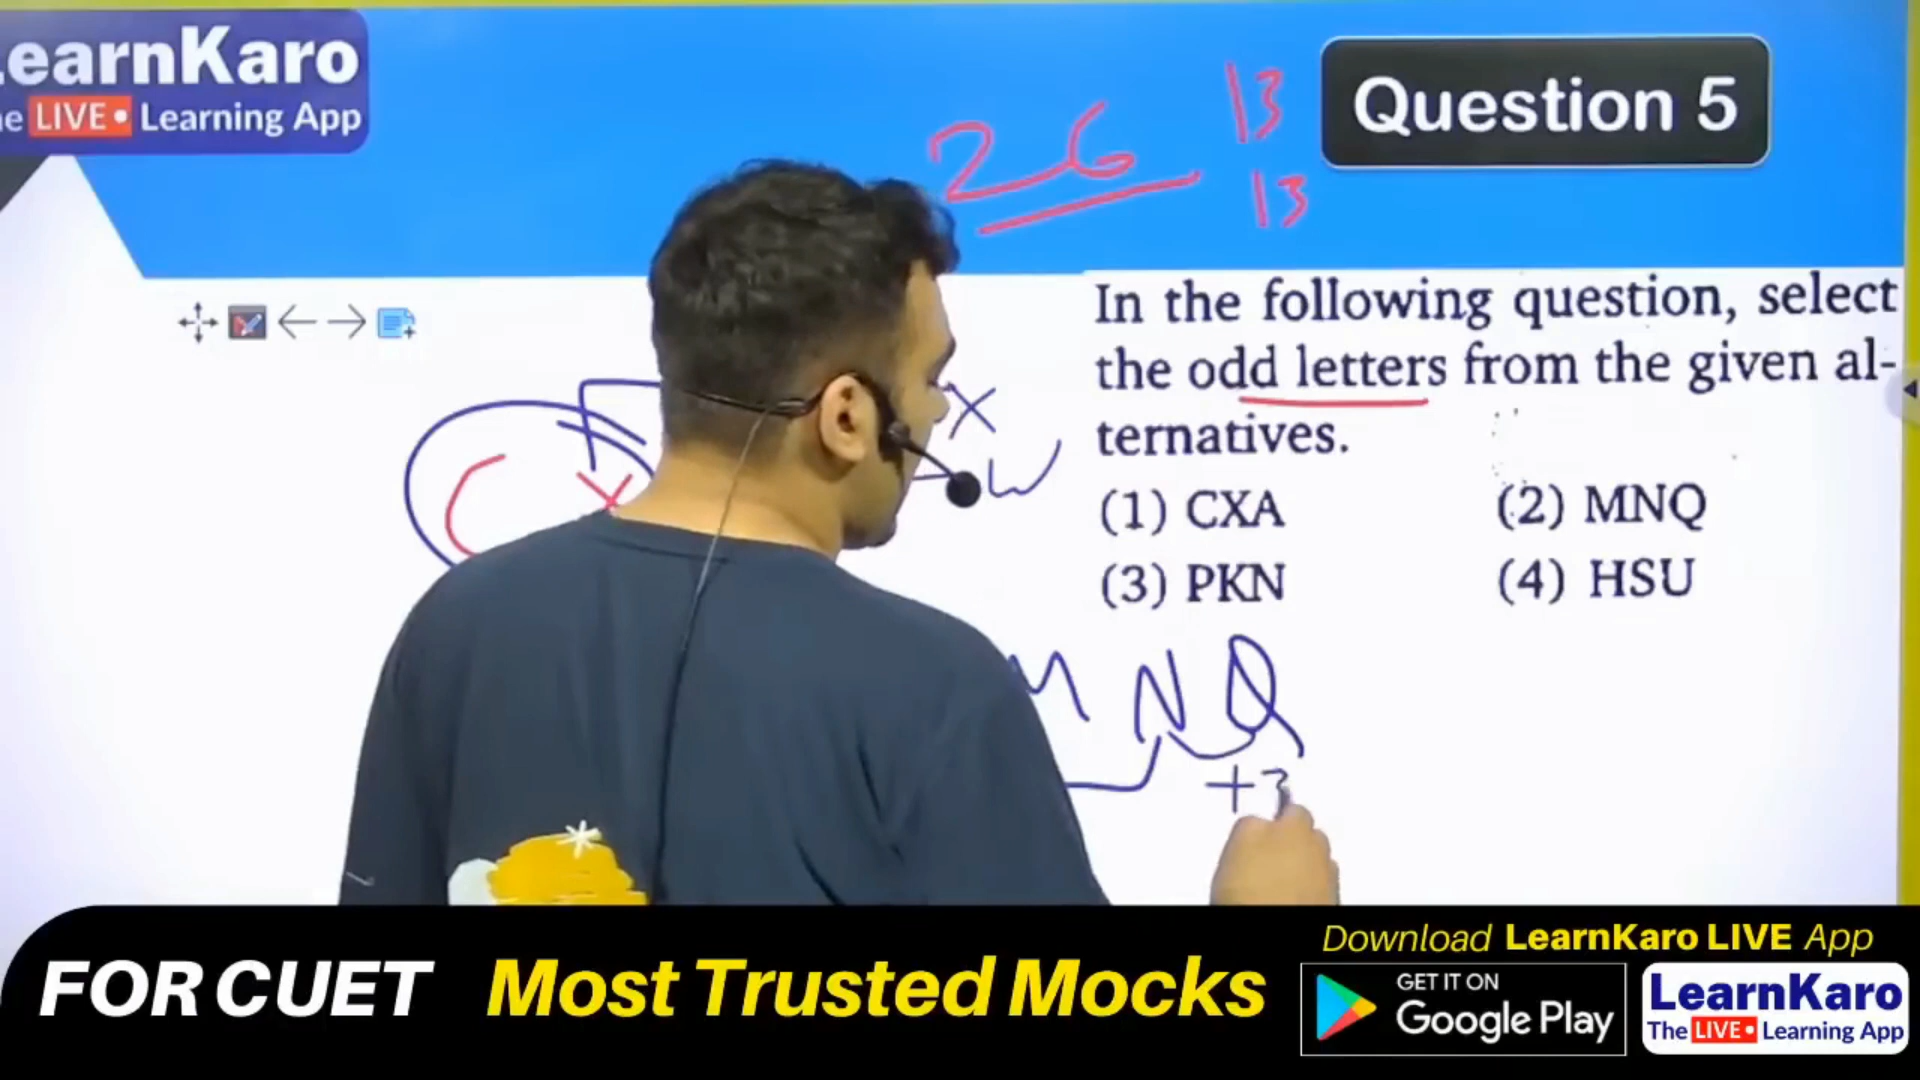 LearnKaro
The LIVE • Learning App
26
13
13
Question 5
In the following question, select
the odd letters from the given al-
ternatives.
(1) CXA
(2) MNQ
(3) PKN
(4) HSU
C X
X
W
M N Q
+3
FOR CUET
Most Trusted Mocks
Download LearnKaro LIVE App
GET IT ON
Google Play
LearnKaro
The LIVE • Learning App